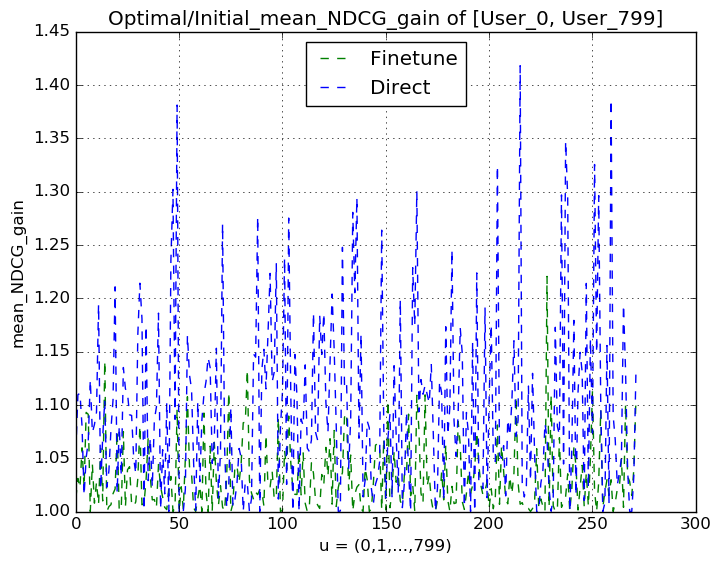 Optimal/Initial_mean_NDCG_gain of [User_0, User_799]
Finetune
Direct
mean_NDCG_gain
1.45
1.40
1.35
1.30
1.25
1.20
1.15
1.10
1.05
1.00
0 50 100 150 200 250 300
u = (0,1,...,799)